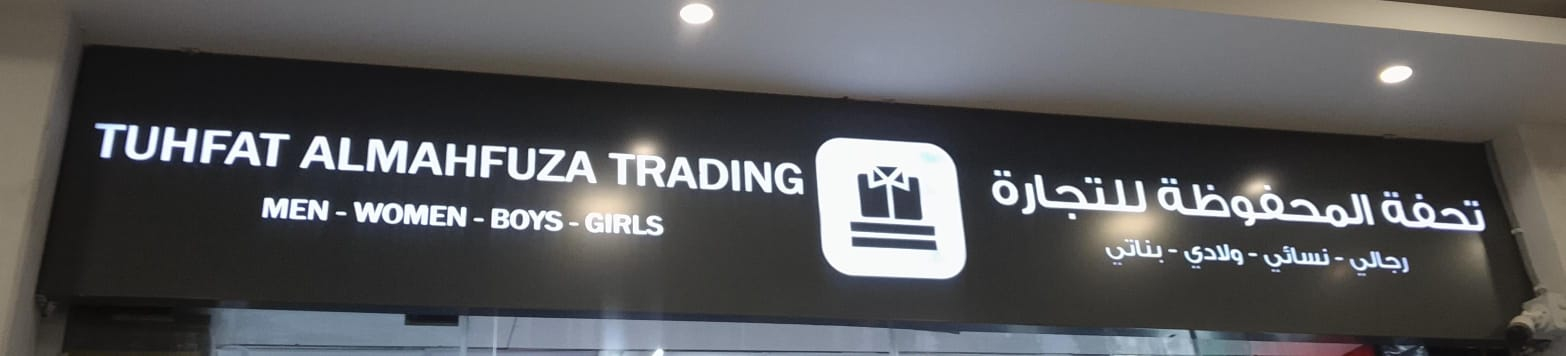 TUHFAT ALMAHFUZA TRADING
MEN - WOMEN - BOYS - GIRLS
تحفة المحفوظة للتجارة
رجالي - نسائي - ولادي - بناتي